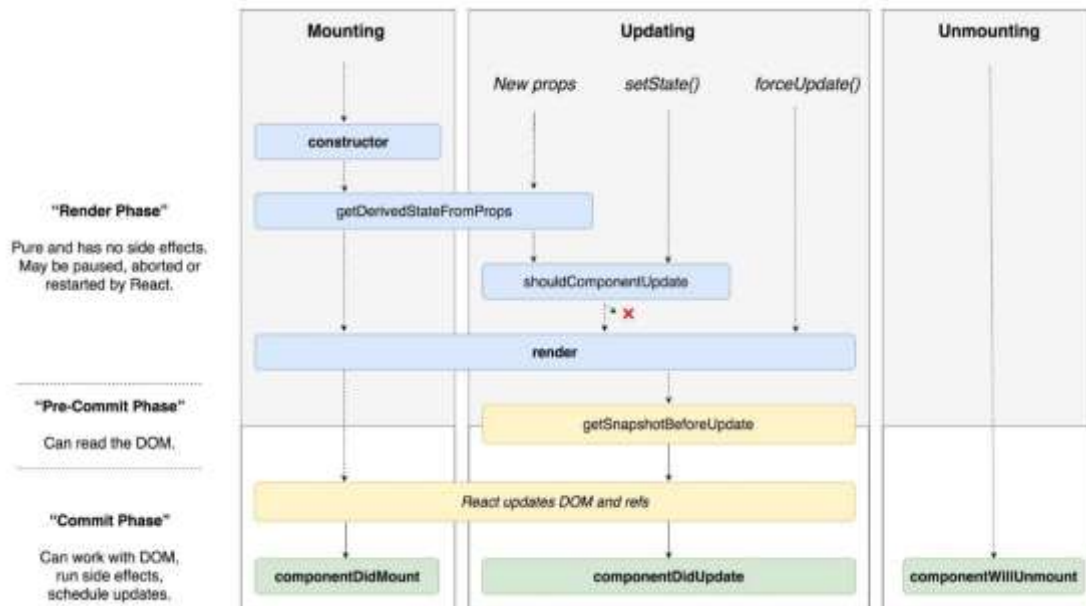 Mounting
Updating
Unmounting
New props
setState()
forceUpdate()
constructor
“Render Phase”
getDerivedStateFromProps
Pure and has no side effects.
May be paused, aborted or
restarted by React.
shouldComponentUpdate
render
“Pre-Commit Phase”
Can read the DOM.
getSnapshotBeforeUpdate
React updates DOM and refs
“Commit Phase”
Can work with DOM,
run side effects,
schedule updates.
componentDidMount
componentDidUpdate
componentWillUnmount